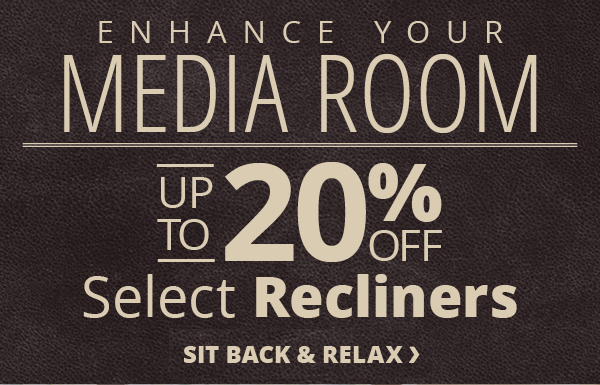 ENHANCE YOUR
MEDIA ROOM
UP TO 20% OFF
Select Recliners
SIT BACK & RELAX ›